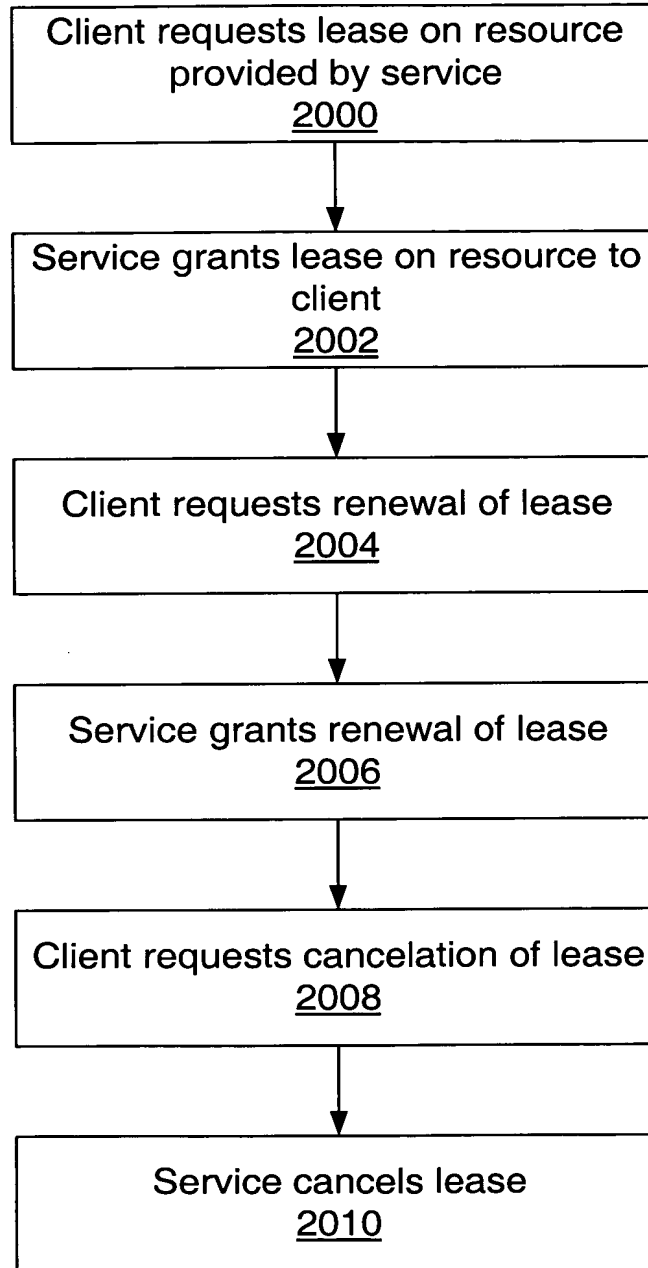 Client requests lease on resource
provided by service
2000
Service grants lease on resource to
client
2002
Client requests renewal of lease
2004
Service grants renewal of lease
2006
Client requests cancelation of lease
2008
Service cancels lease
2010